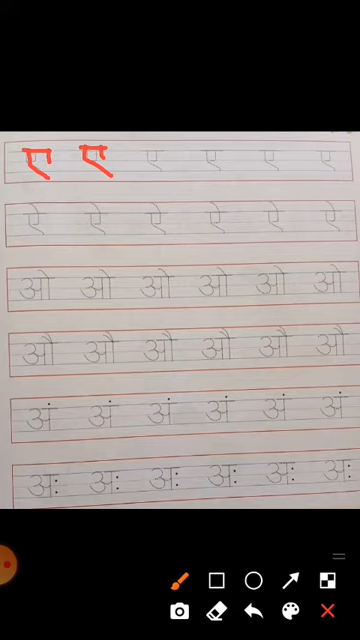 ए ए ए ए ए ए
ऐ ऐ ऐ ऐ ऐ ऐ
ओ ओ ओ ओ ओ ओ
औ औ औ औ औ औ
अं अं अं अं अं अं
अः अः अः अः अः अः